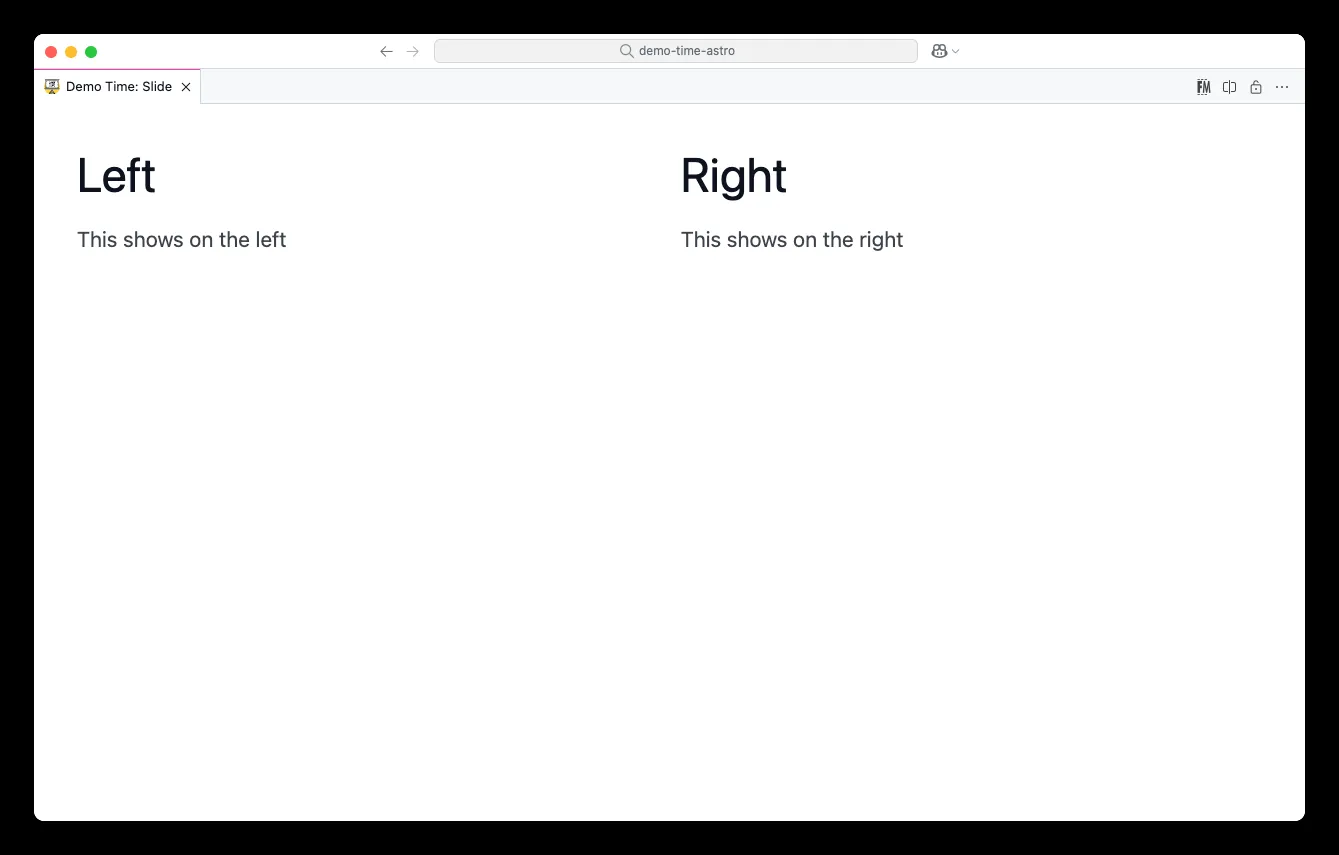 demo-time-astro
Demo Time: Slide
FM
Left
This shows on the left
Right
This shows on the right